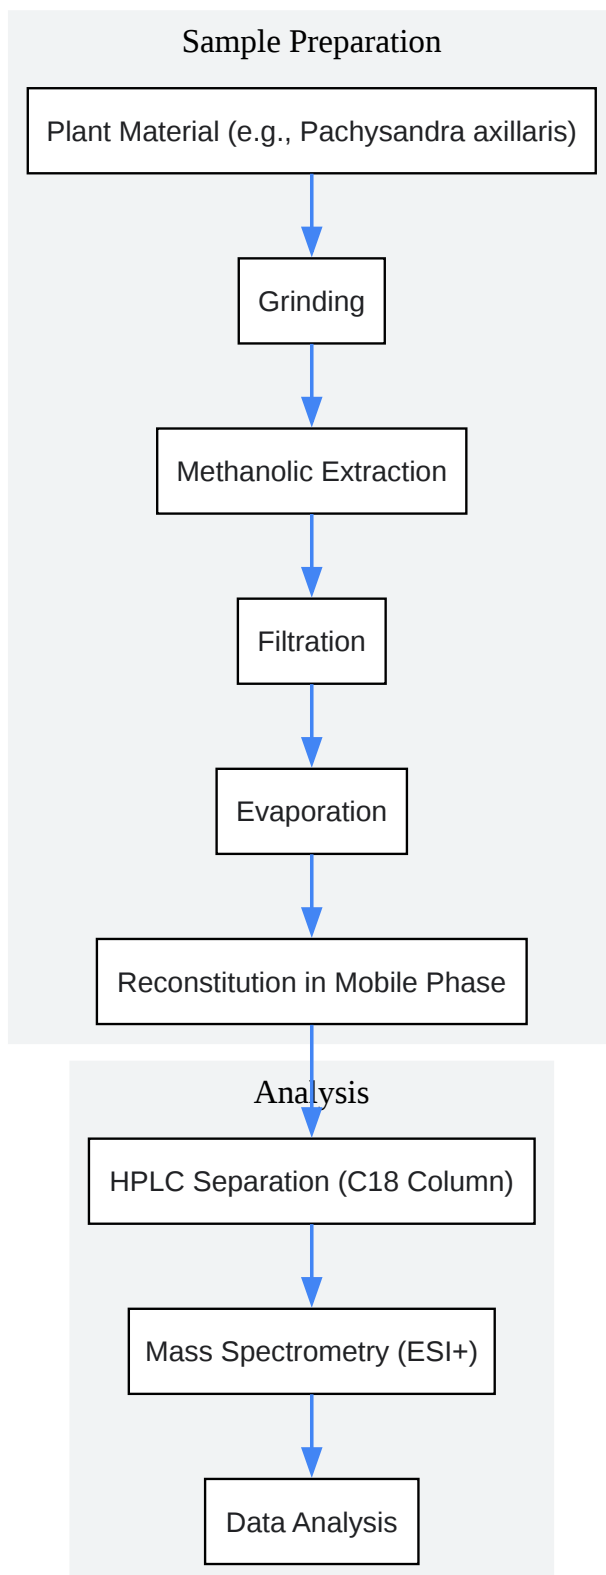 Sample Preparation
Plant Material (e.g., Pachysandra axillaris)
Grinding
Methanolic Extraction
Filtration
Evaporation
Reconstitution in Mobile Phase
Analysis
HPLC Separation (C18 Column)
Mass Spectrometry (ESI+)
Data Analysis